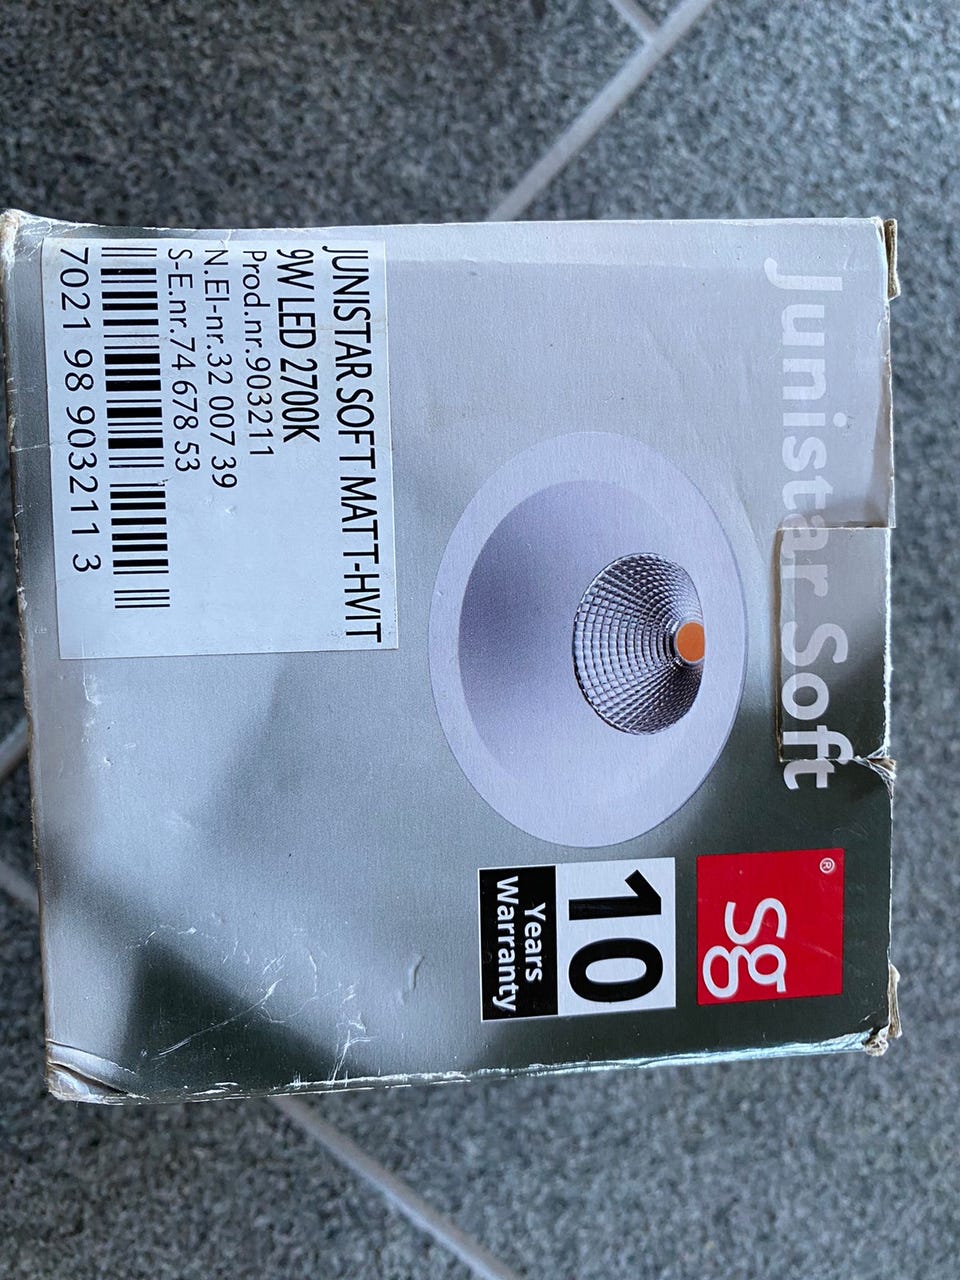 Junistar Soft
sg®
10
Years
Warranty
JUNISTAR SOFT MATT-HVIT
9W LED 2700K
Prod.nr.903211
N.El-nr.32 007 39
S-E.nr.74 678 53
7021 98 903211 3